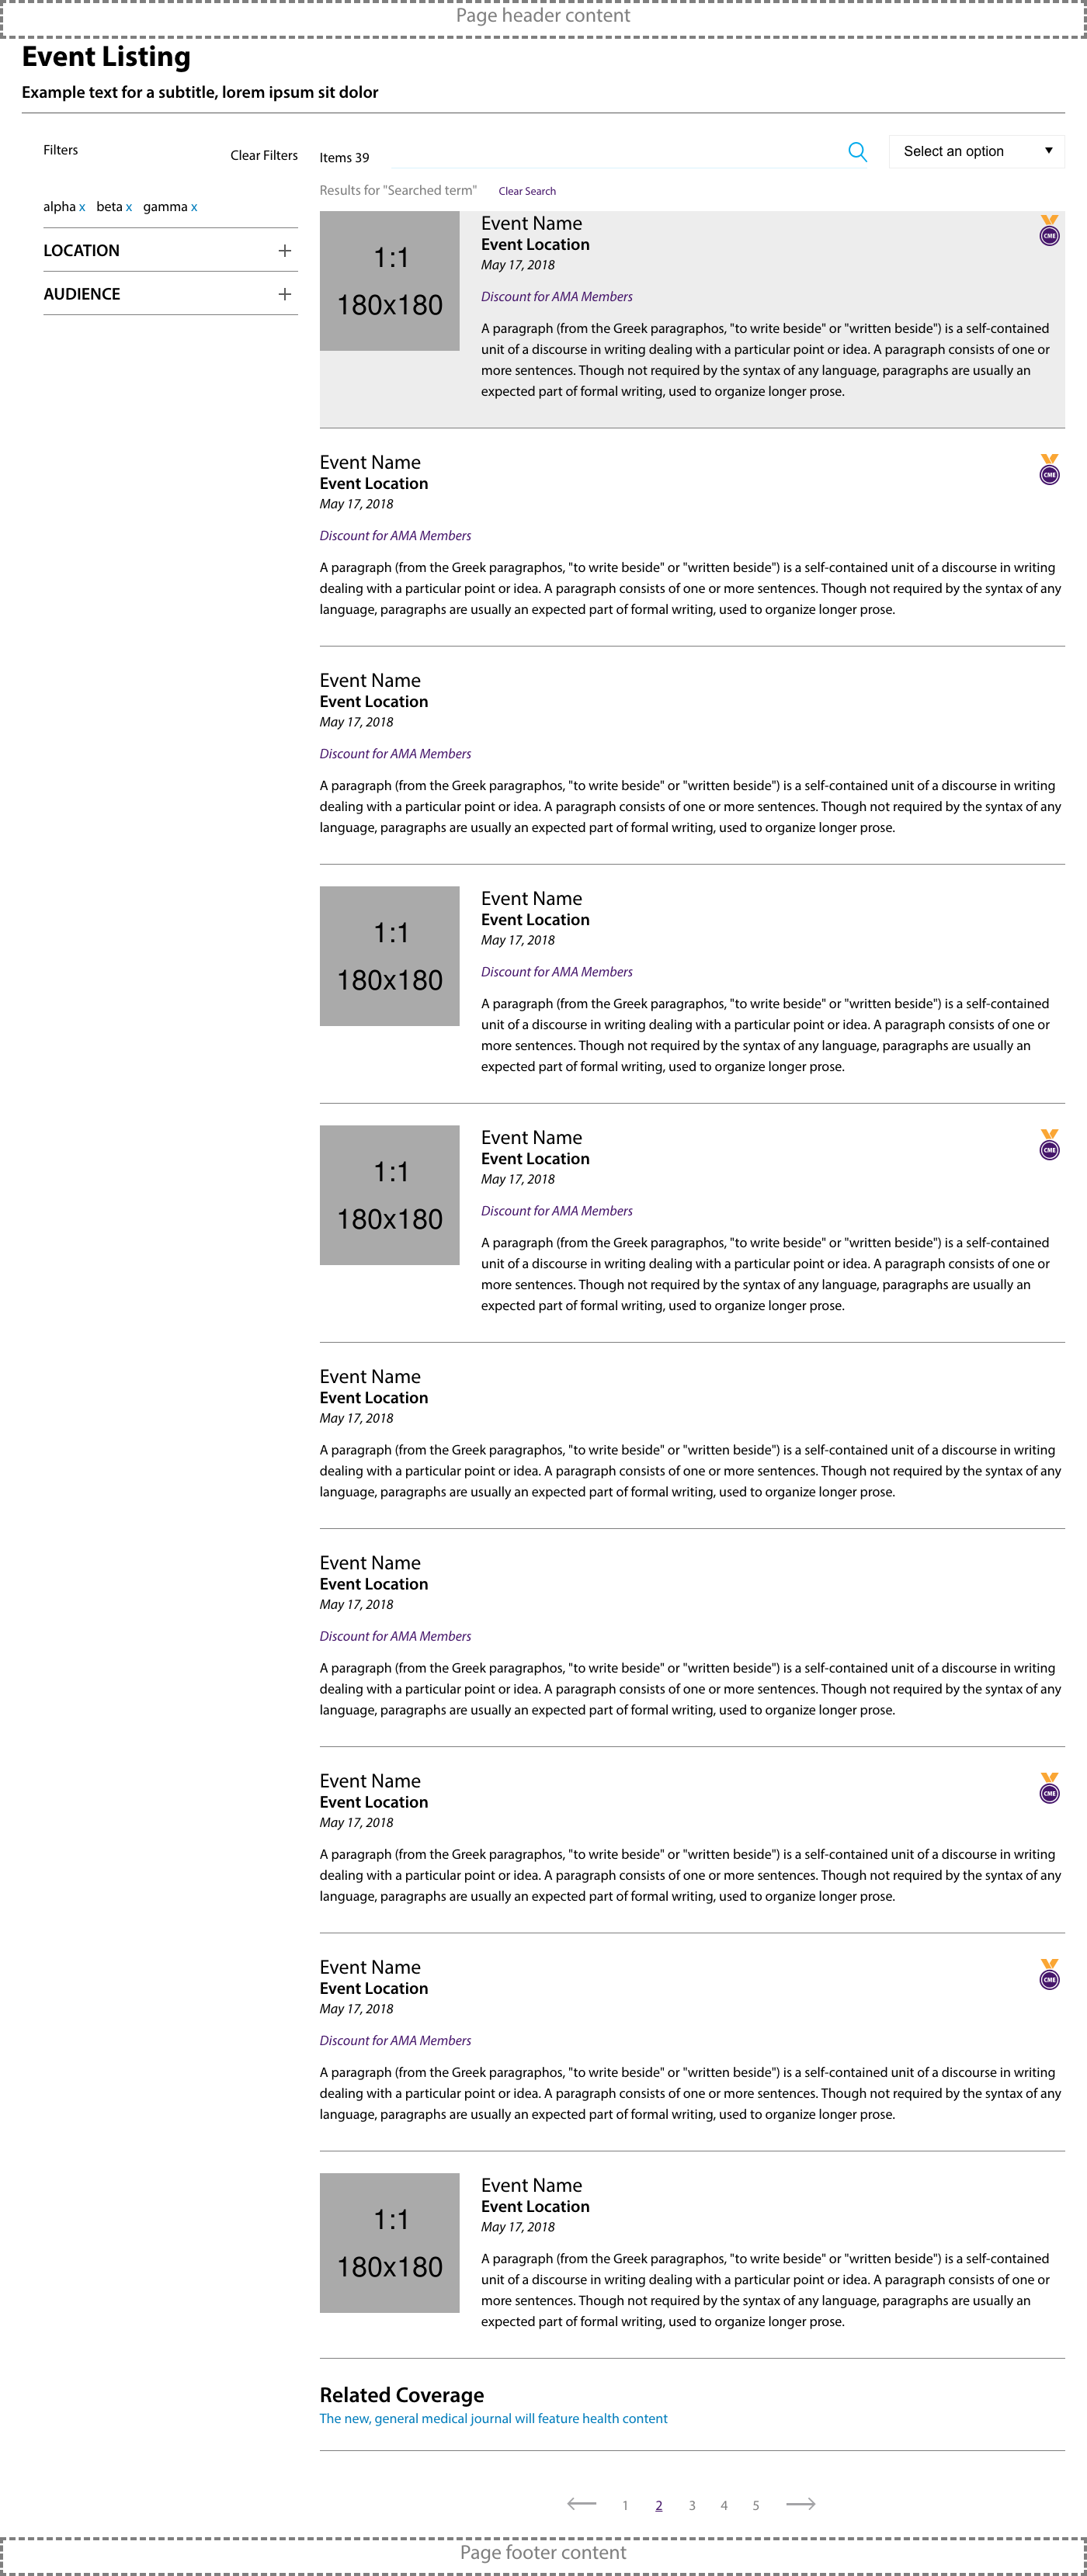 Page header content
Event Listing
Example text for a subtitle, lorem ipsum sit dolor
Filters
Clear Filters
alpha x beta x gamma x
LOCATION +
AUDIENCE +
Items 39
Select an option ▼
Results for "Searched term" Clear Search
1:1
180x180
Event Name
CME
Event Location
May 17, 2018
Discount for AMA Members
A paragraph (from the Greek paragraphos, "to write beside" or "written beside") is a self-contained
unit of a discourse in writing dealing with a particular point or idea. A paragraph consists of one or
more sentences. Though not required by the syntax of any language, paragraphs are usually an
expected part of formal writing, used to organize longer prose.
Event Name
CME
Event Location
May 17, 2018
Discount for AMA Members
A paragraph (from the Greek paragraphos, "to write beside" or "written beside") is a self-contained unit of a discourse in writing
dealing with a particular point or idea. A paragraph consists of one or more sentences. Though not required by the syntax of any
language, paragraphs are usually an expected part of formal writing, used to organize longer prose.
Event Name
Event Location
May 17, 2018
Discount for AMA Members
A paragraph (from the Greek paragraphos, "to write beside" or "written beside") is a self-contained unit of a discourse in writing
dealing with a particular point or idea. A paragraph consists of one or more sentences. Though not required by the syntax of any
language, paragraphs are usually an expected part of formal writing, used to organize longer prose.
1:1
180x180
Event Name
Event Location
May 17, 2018
Discount for AMA Members
A paragraph (from the Greek paragraphos, "to write beside" or "written beside") is a self-contained
unit of a discourse in writing dealing with a particular point or idea. A paragraph consists of one or
more sentences. Though not required by the syntax of any language, paragraphs are usually an
expected part of formal writing, used to organize longer prose.
1:1
180x180
Event Name
CME
Event Location
May 17, 2018
Discount for AMA Members
A paragraph (from the Greek paragraphos, "to write beside" or "written beside") is a self-contained
unit of a discourse in writing dealing with a particular point or idea. A paragraph consists of one or
more sentences. Though not required by the syntax of any language, paragraphs are usually an
expected part of formal writing, used to organize longer prose.
Event Name
Event Location
May 17, 2018
A paragraph (from the Greek paragraphos, "to write beside" or "written beside") is a self-contained unit of a discourse in writing
dealing with a particular point or idea. A paragraph consists of one or more sentences. Though not required by the syntax of any
language, paragraphs are usually an expected part of formal writing, used to organize longer prose.
Event Name
Event Location
May 17, 2018
Discount for AMA Members
A paragraph (from the Greek paragraphos, "to write beside" or "written beside") is a self-contained unit of a discourse in writing
dealing with a particular point or idea. A paragraph consists of one or more sentences. Though not required by the syntax of any
language, paragraphs are usually an expected part of formal writing, used to organize longer prose.
Event Name
CME
Event Location
May 17, 2018
A paragraph (from the Greek paragraphos, "to write beside" or "written beside") is a self-contained unit of a discourse in writing
dealing with a particular point or idea. A paragraph consists of one or more sentences. Though not required by the syntax of any
language, paragraphs are usually an expected part of formal writing, used to organize longer prose.
Event Name
CME
Event Location
May 17, 2018
Discount for AMA Members
A paragraph (from the Greek paragraphos, "to write beside" or "written beside") is a self-contained unit of a discourse in writing
dealing with a particular point or idea. A paragraph consists of one or more sentences. Though not required by the syntax of any
language, paragraphs are usually an expected part of formal writing, used to organize longer prose.
1:1
180x180
Event Name
Event Location
May 17, 2018
A paragraph (from the Greek paragraphos, "to write beside" or "written beside") is a self-contained
unit of a discourse in writing dealing with a particular point or idea. A paragraph consists of one or
more sentences. Though not required by the syntax of any language, paragraphs are usually an
expected part of formal writing, used to organize longer prose.
Related Coverage
The new, general medical journal will feature health content
1 2 3 4 5
Page footer content